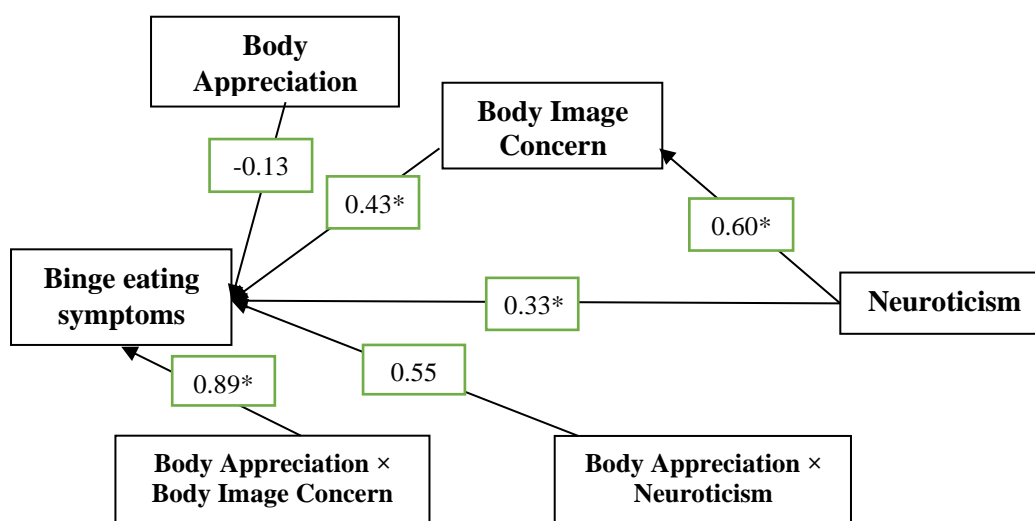 Body
Appreciation
Body Image
Concern
-0.13
0.43*
0.60*
Binge eating
symptoms
0.33*
Neuroticism
0.89*
0.55
Body Appreciation ×
Body Image Concern
Body Appreciation ×
Neuroticism